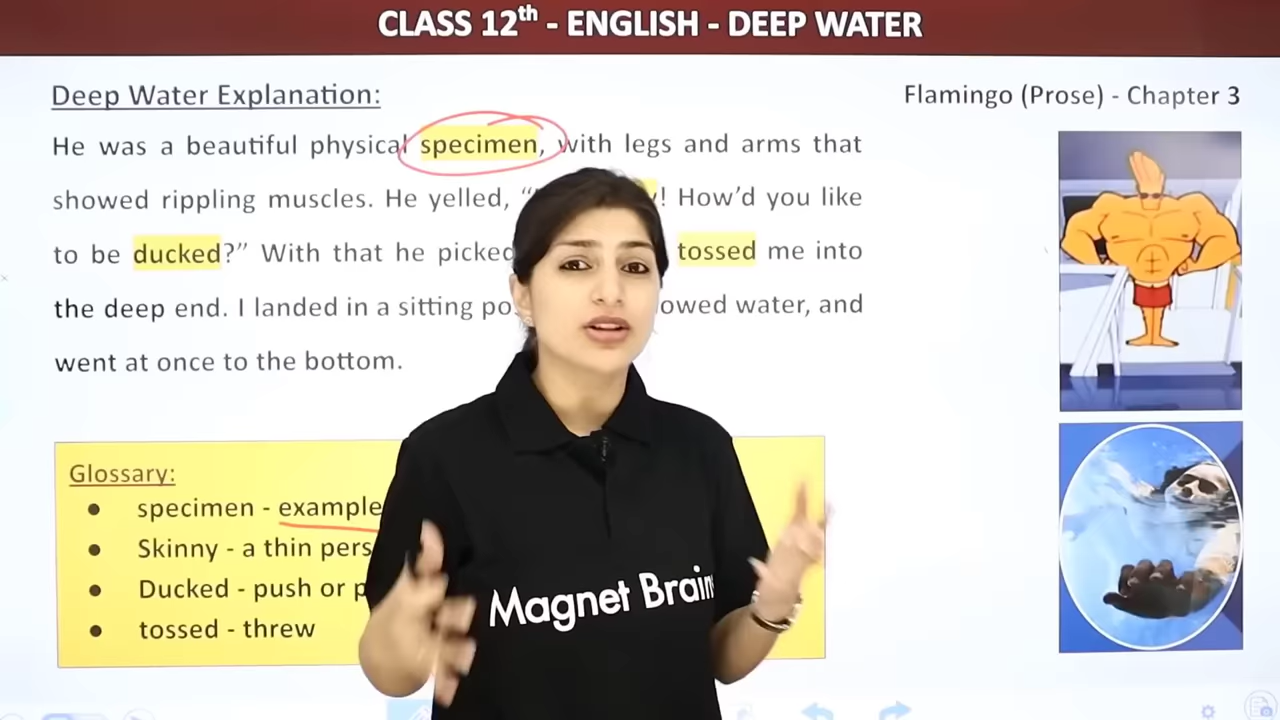 CLASS 12th - ENGLISH - DEEP WATER
Deep Water Explanation:
Flamingo (Prose) - Chapter 3
He was a beautiful physical specimen, with legs and arms that
showed rippling muscles. He yelled, “ ! How’d you like
to be ducked?” With that he picked tossed me into
the deep end. I landed in a sitting owed water, and
went at once to the bottom.
Glossary:
● specimen - example
● Skinny - a thin
● Ducked - push or
● tossed - threw
Magnet Brain